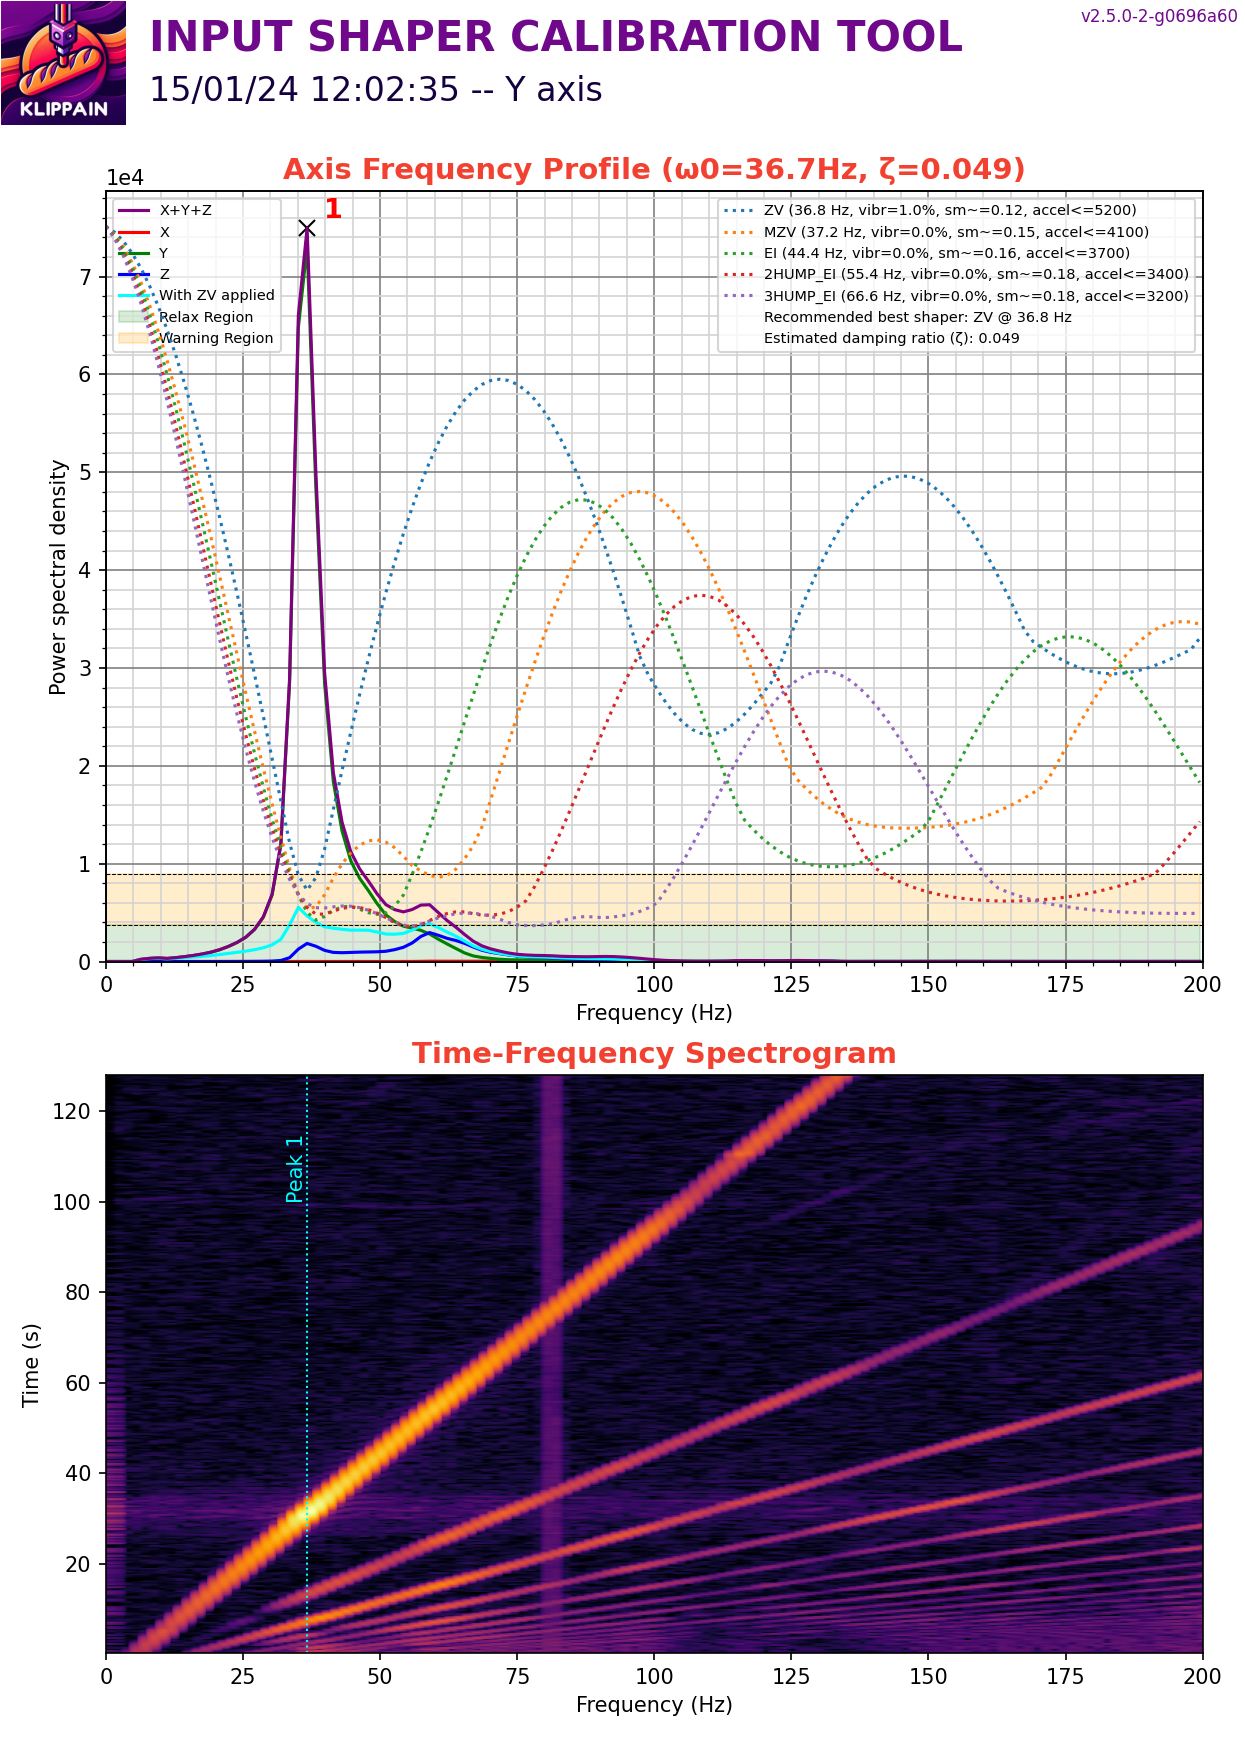 INPUT SHAPER CALIBRATION TOOL
v2.5.0-2-g0696a60
15/01/24 12:02:35 -- Y axis
KLIPPAIN
Axis Frequency Profile (ω0=36.7Hz, ζ=0.049)
1e4
1
X+Y+Z
X
Y
Z
With ZV applied
Relax Region
Warning Region
ZV (36.8 Hz, vibr=1.0%, sm~=0.12, accel<=5200)
MZV (37.2 Hz, vibr=0.0%, sm~=0.15, accel<=4100)
EI (44.4 Hz, vibr=0.0%, sm~=0.16, accel<=3700)
2HUMP_EI (55.4 Hz, vibr=0.0%, sm~=0.18, accel<=3400)
3HUMP_EI (66.6 Hz, vibr=0.0%, sm~=0.18, accel<=3200)
Recommended best shaper: ZV @ 36.8 Hz
Estimated damping ratio (ζ): 0.049
7
6
5
4
3
2
1
0
Power spectral density
0 25 50 75 100 125 150 175 200
Frequency (Hz)
Time-Frequency Spectrogram
Peak 1
120
100
80
60
40
20
Time (s)
0 25 50 75 100 125 150 175 200
Frequency (Hz)